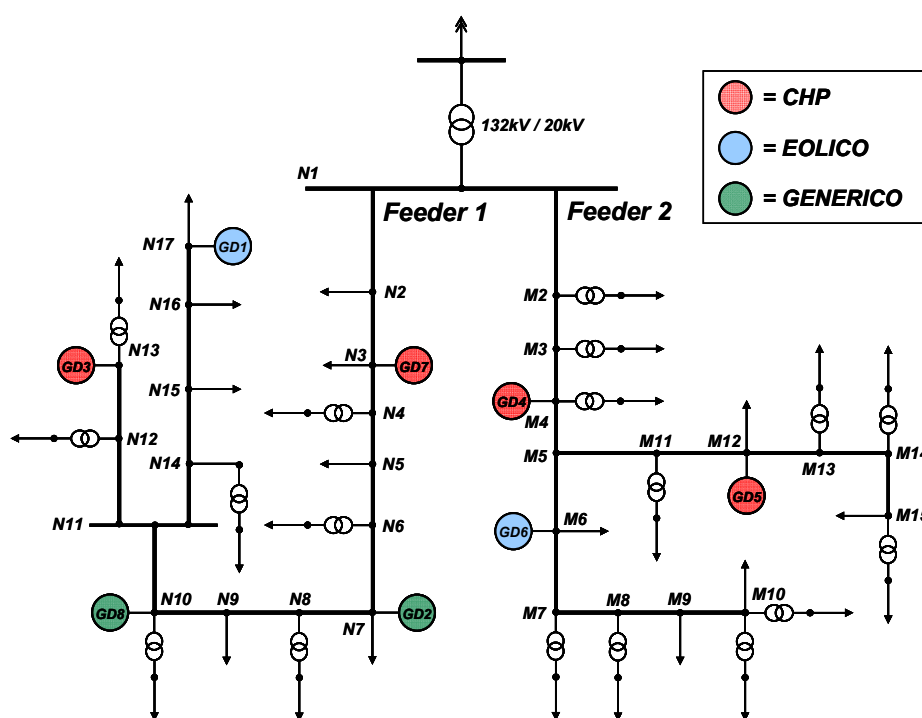 132kV / 20kV
= CHP
= EOLICO
= GENERICO
N1
Feeder 1
Feeder 2
N17
GD1
N2
M2
N16
N13
N3
GD7
M3
GD3
N15
GD4
N4
M4
N12
N14
N5
M5
M11
M12
M13
M14
GD5
N11
N6
GD6
M6
M15
N10
N9
N8
M7
M8
M9
M10
GD8
N7
GD2